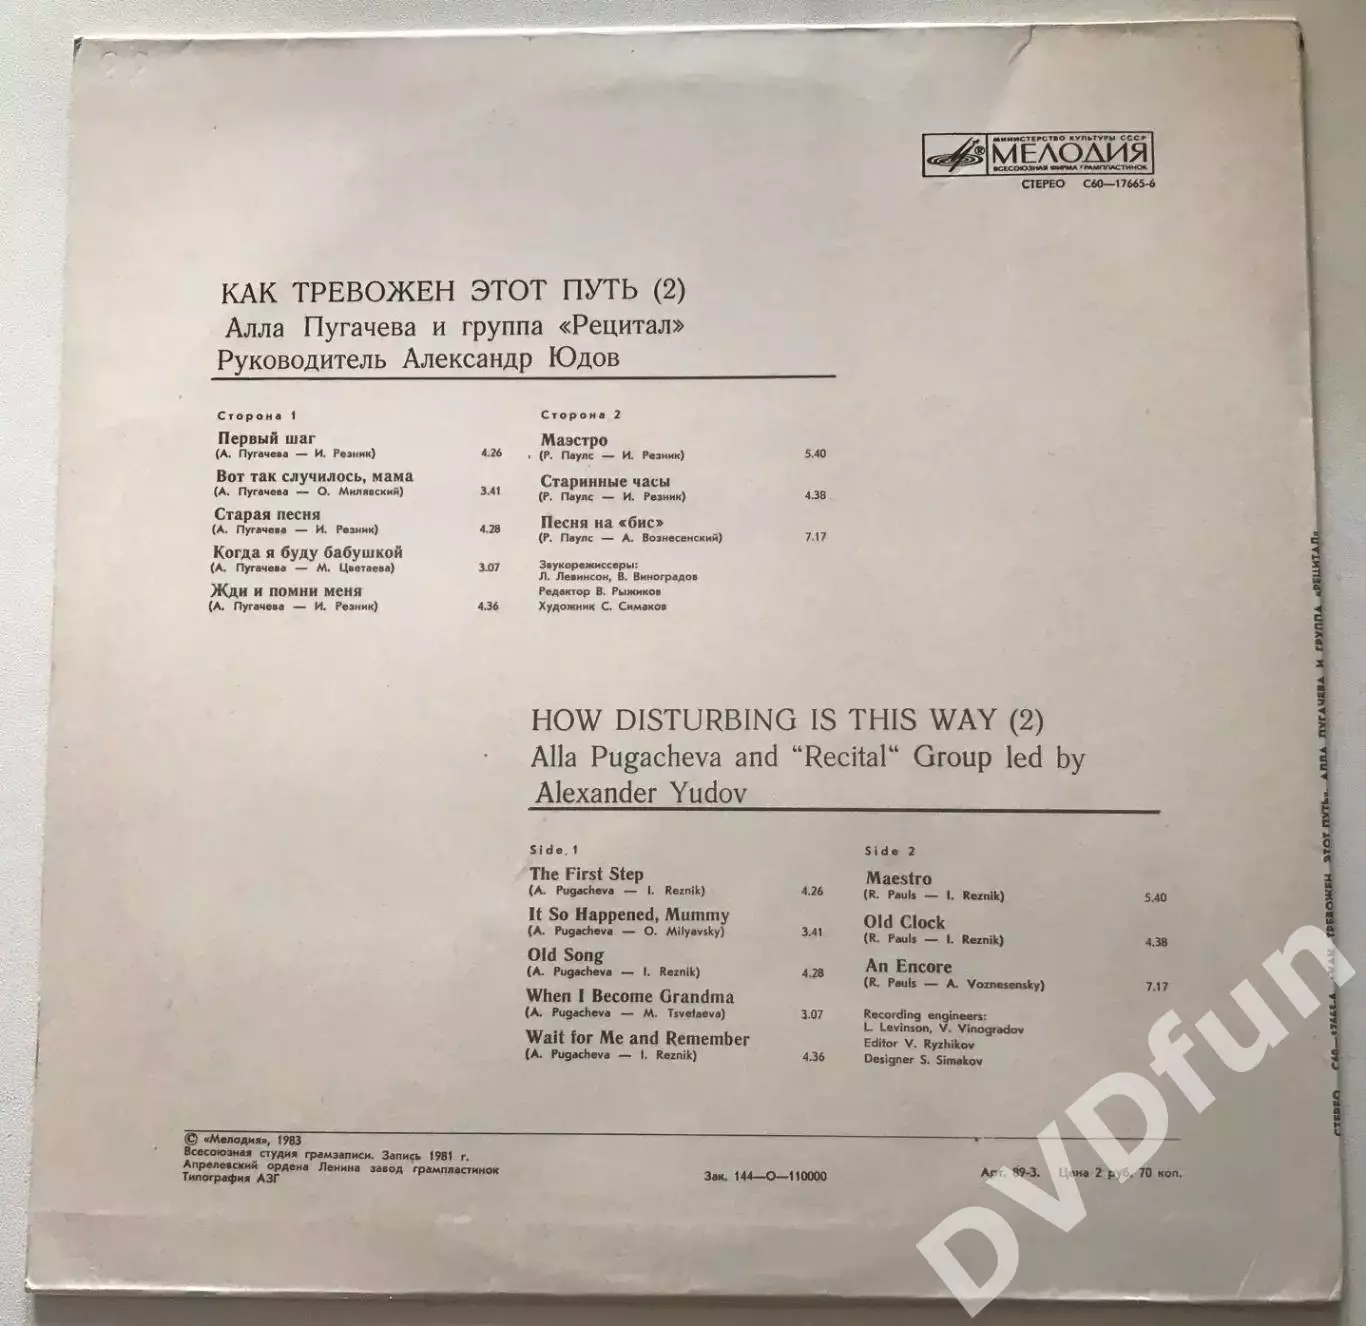 МИНИСТЕРСТВО КУЛЬТУРЫ СССР
МЕЛОДИЯ
ВСЕСОЮЗНАЯ ФИРМА ГРАМПЛАСТИНОК
СТЕРЕО С60—17665-6
КАК ТРЕВОЖЕН ЭТОТ ПУТЬ (2)
Алла Пугачева и группа «Рецитал»
Руководитель Александр Юдов
Сторона 1
Первый шаг
(А. Пугачева — И. Резник) 4.26
Вот так случилось, мама
(А. Пугачева — О. Милявский) 3.41
Старая песня
(А. Пугачева — И. Резник) 4.28
Когда я буду бабушкой
(А. Пугачева — М. Цветаева) 3.07
Жди и помни меня
(А. Пугачева — И. Резник) 4.36
Сторона 2
Маэстро
(Р. Паулс — И. Резник) 5.40
Старинные часы
(Р. Паулс — И. Резник) 4.38
Песня на «бис»
(Р. Паулс — А. Вознесенский) 7.17
Звукорежиссеры:
Л. Левинсон, В. Виноградов
Редактор В. Рыжиков
Художник С. Симаков
HOW DISTURBING IS THIS WAY (2)
Alla Pugacheva and “Recital“ Group led by
Alexander Yudov
Side 1
The First Step
(A. Pugacheva — I. Reznik) 4.26
It So Happened, Mummy
(A. Pugacheva — O. Milyavsky) 3.41
Old Song
(A. Pugacheva — I. Reznik) 4.28
When I Become Grandma
(A. Pugacheva — M. Tsvetaeva) 3.07
Wait for Me and Remember
(A. Pugacheva — I. Reznik) 4.36
Side 2
Maestro
(R. Pauls — I. Reznik) 5.40
Old Clock
(R. Pauls — I. Reznik) 4.38
An Encore
(R. Pauls — A. Voznesensky) 7.17
Recording engineers:
L. Levinson, V. Vinogradov
Editor V. Ryzhikov
Designer S. Simakov
© «Мелодия», 1983
Всесоюзная студия грамзаписи. Запись 1981 г.
Апрелевский ордена Ленина завод грампластинок
Типография АЗГ
Зак. 144—О—110000
Арт. 89-3. Цена 2 руб. 70 коп.
СТЕРЕО С60—17665-6 «КАК ТРЕВОЖЕН ЭТОТ ПУТЬ» АЛЛА ПУГАЧЕВА И ГРУППА «РЕЦИТАЛ»
DVDfun